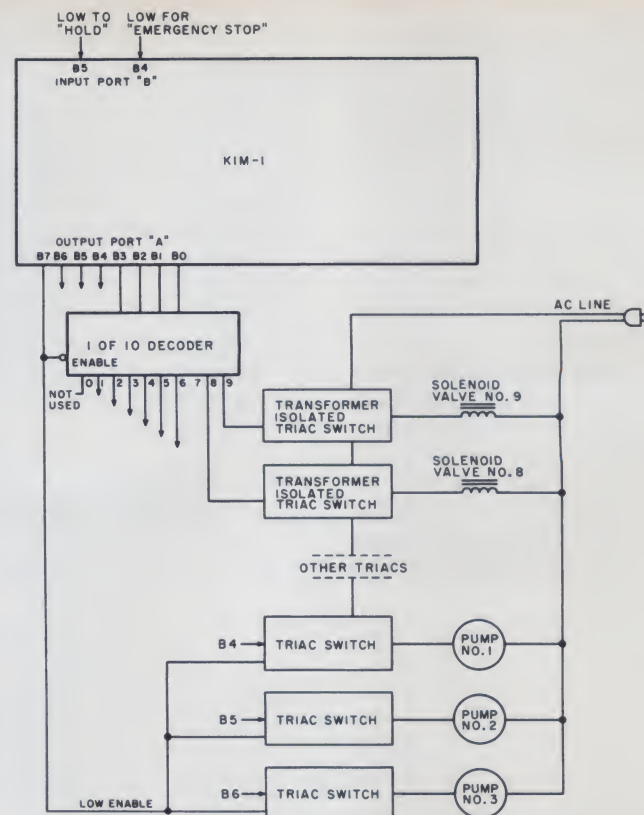 LOW TO
"HOLD"
LOW FOR
"EMERGENCY STOP"
B5 B4
INPUT PORT "B"
KIM-1
OUTPUT PORT "A"
B7 B6 B5 B4 B3 B2 B1 B0
AC LINE
1 OF 10 DECODER
ENABLE
NOT
USED
0 1 2 3 4 5 6 7 8 9
TRANSFORMER
ISOLATED
TRIAC SWITCH
SOLENOID
VALVE NO. 9
TRANSFORMER
ISOLATED
TRIAC SWITCH
SOLENOID
VALVE NO. 8
OTHER TRIACS
B4 TRIAC SWITCH PUMP
NO. 1
B5 TRIAC SWITCH PUMP
NO. 2
B6 TRIAC SWITCH PUMP
NO. 3
LOW ENABLE